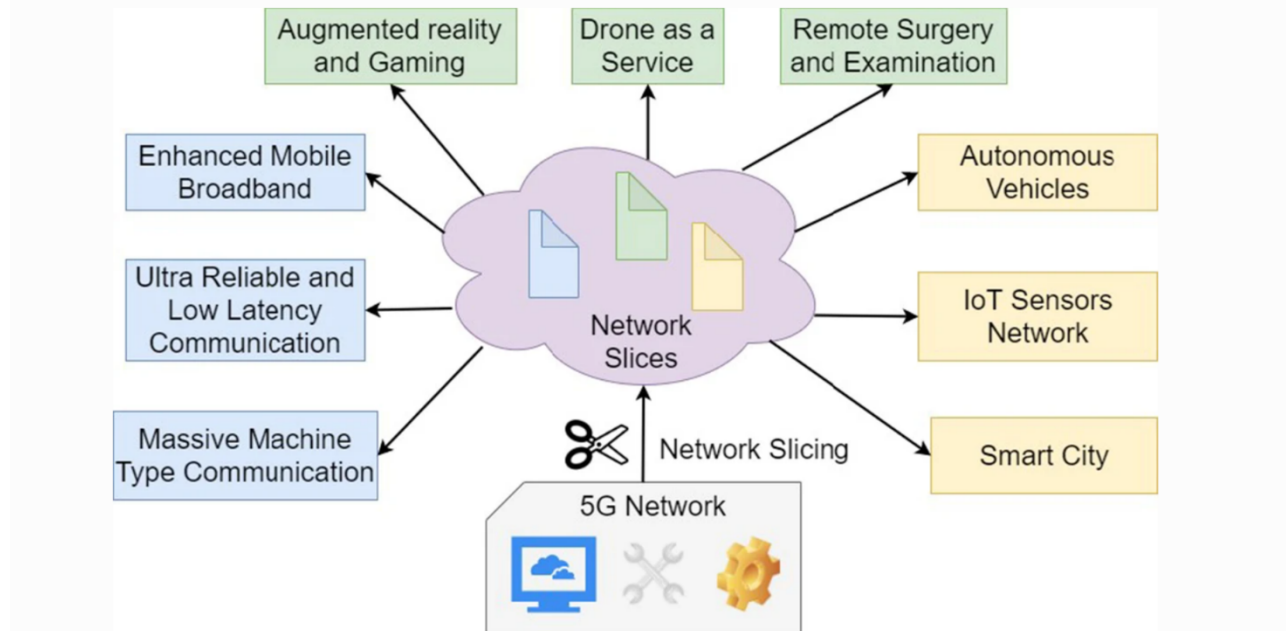 Augmented reality
and Gaming
Drone as a
Service
Remote Surgery
and Examination
Enhanced Mobile
Broadband
Autonomous
Vehicles
Ultra Reliable and
Low Latency
Communication
IoT Sensors
Network
Network
Slices
Massive Machine
Type Communication
Network Slicing
Smart City
5G Network